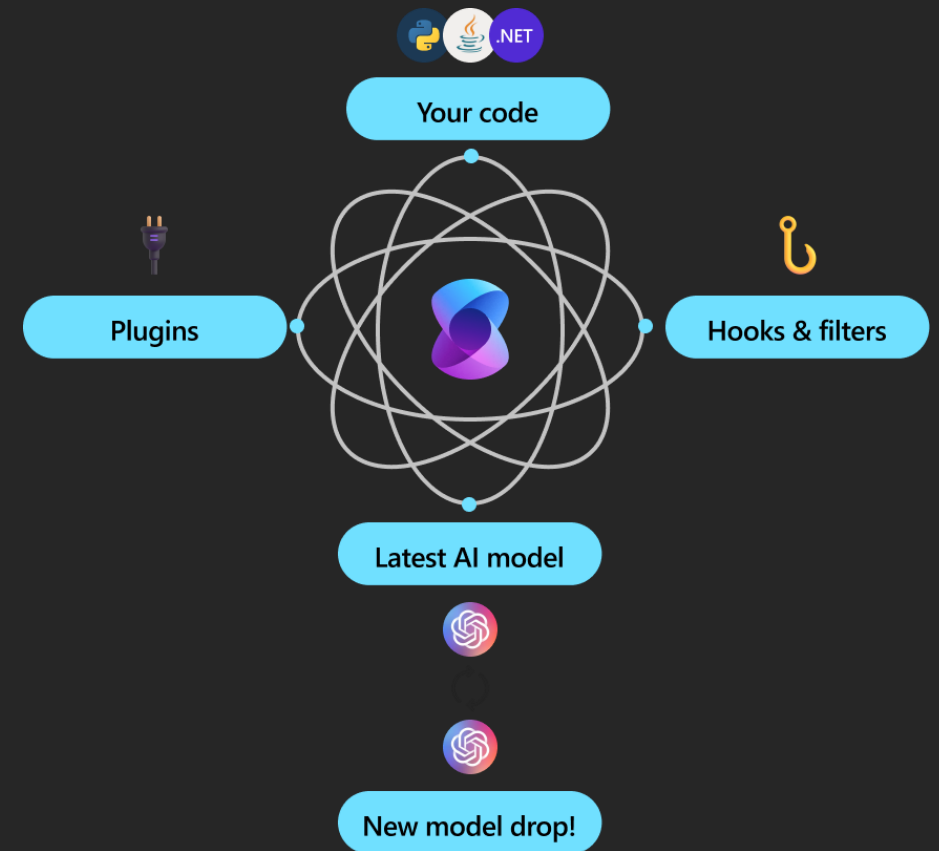 .NET
Your code
Plugins
Hooks & filters
Latest AI model
New model drop!